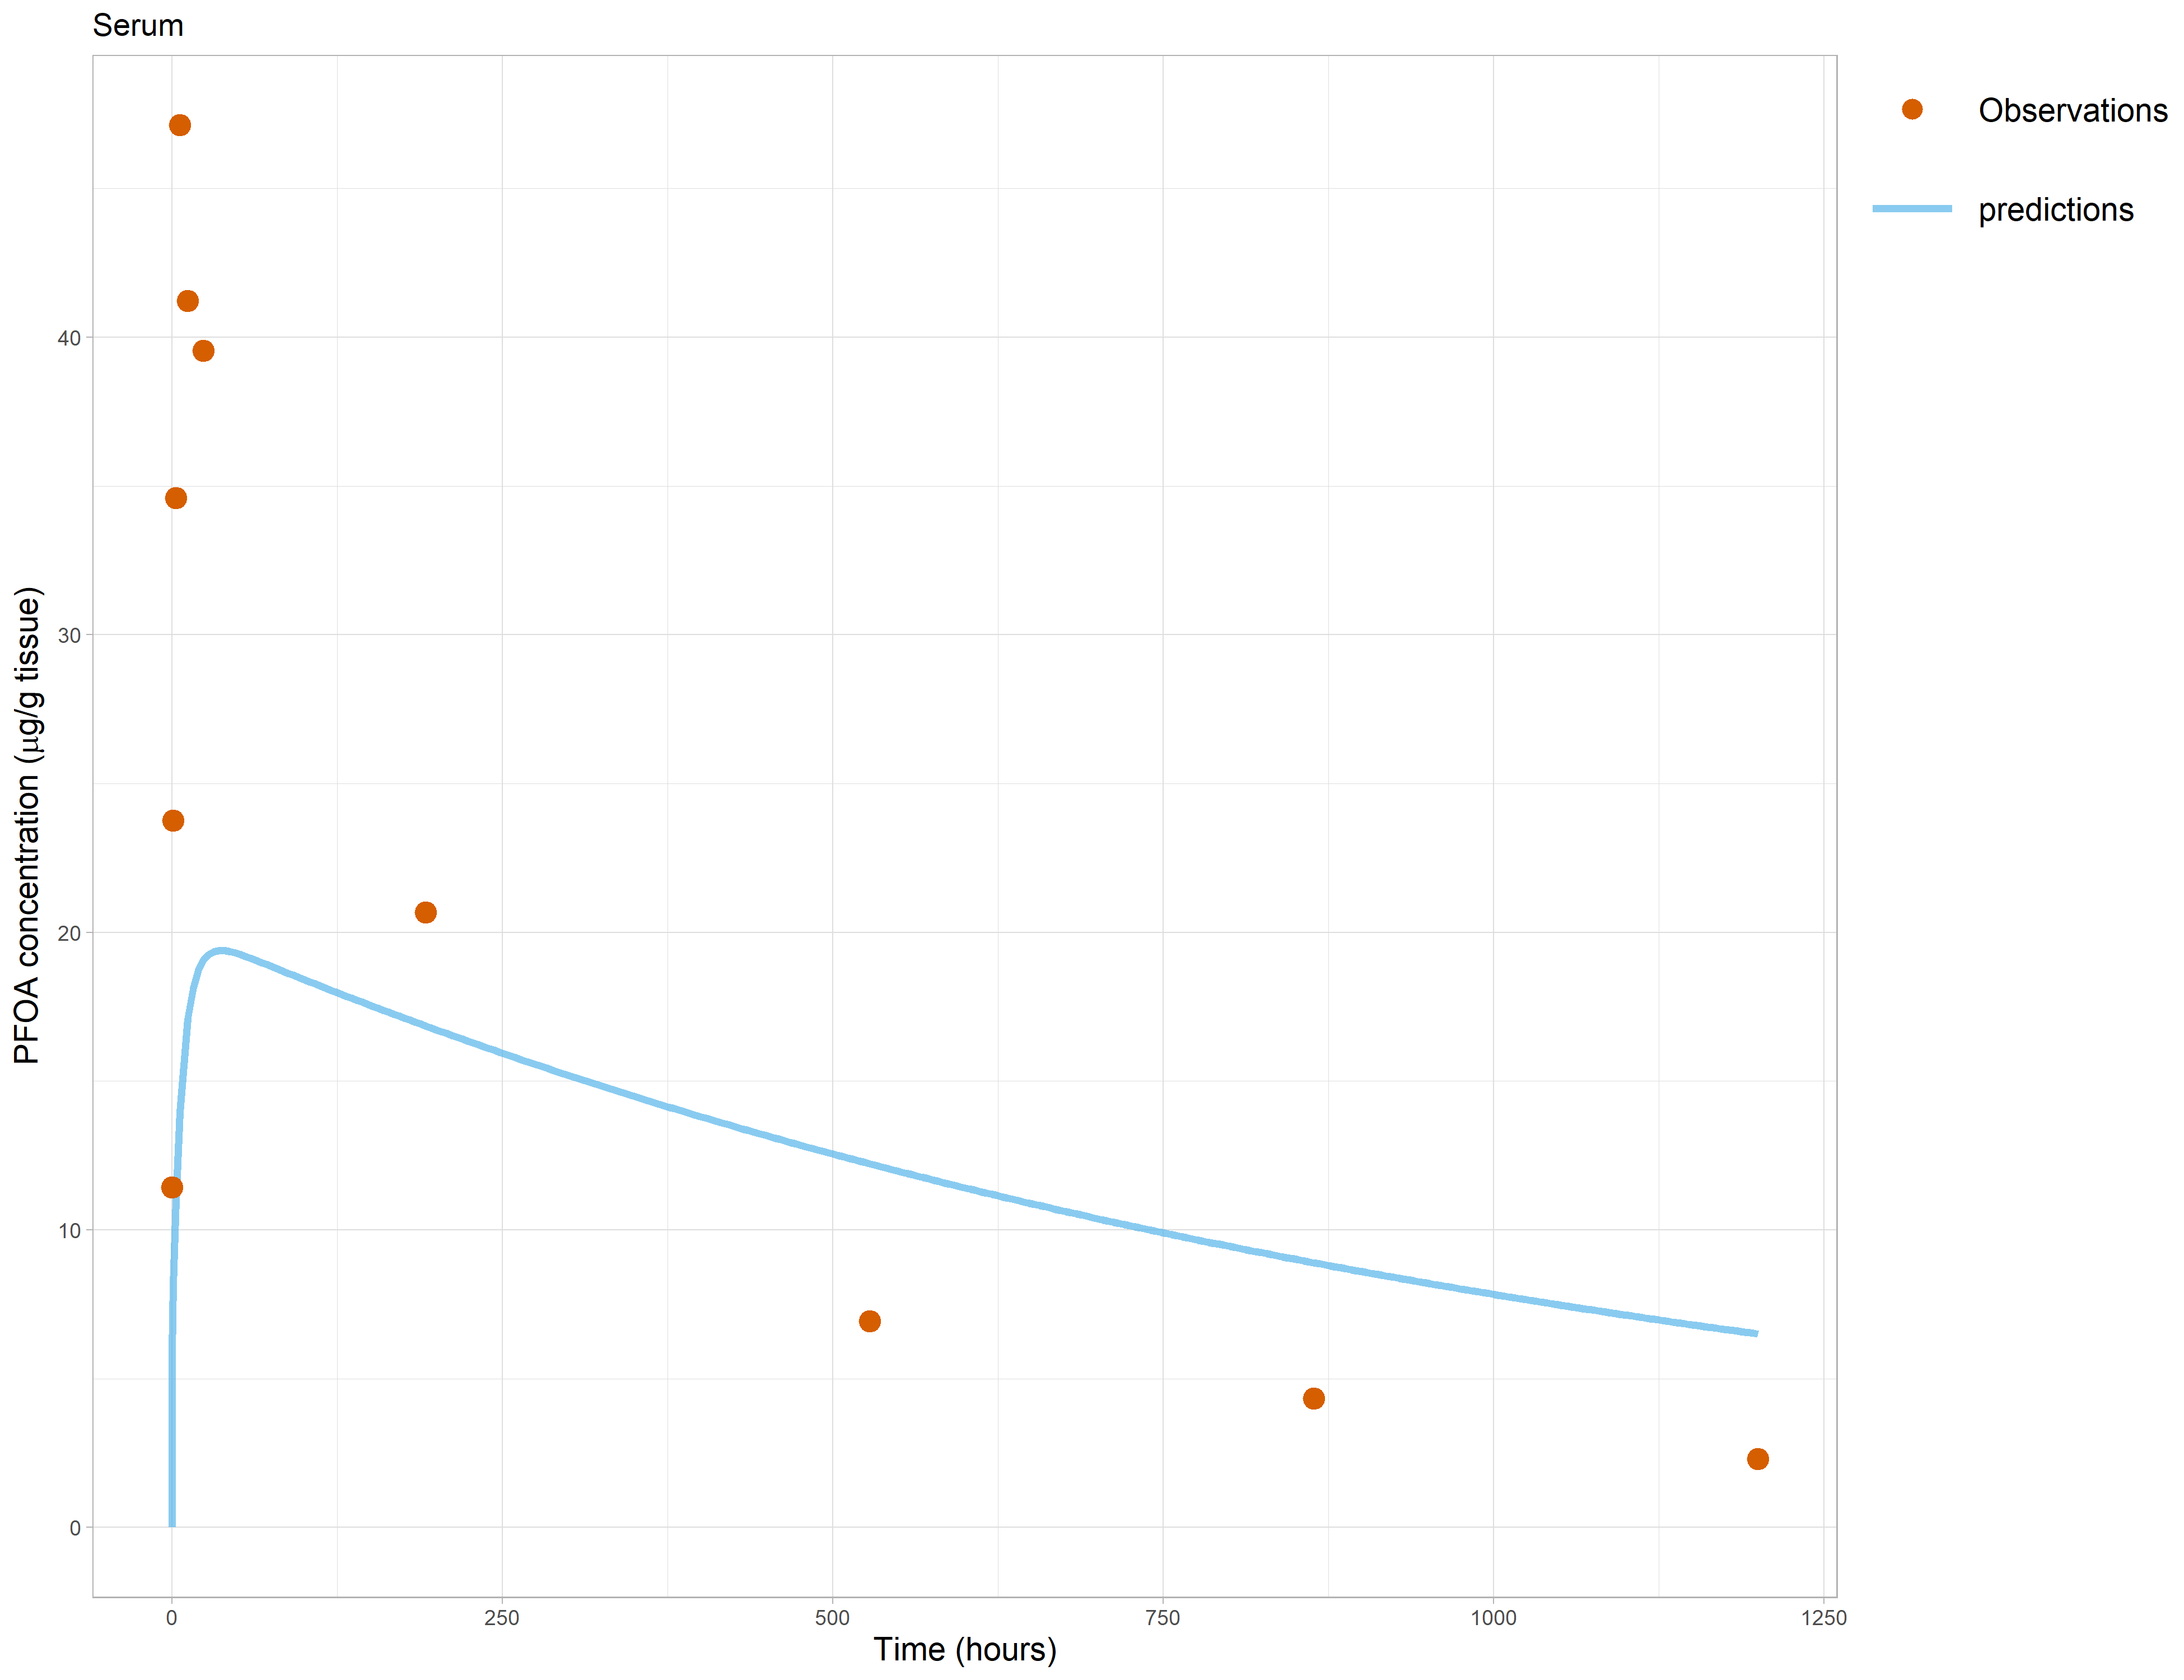 Serum
Observations
predictions
PFOA concentration (μg/g tissue)
40
30
20
10
0
0 250 500 750 1000 1250
Time (hours)